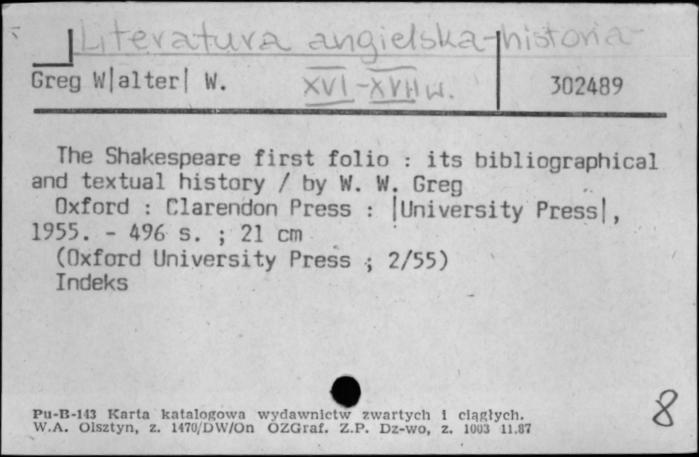 Literatura angielska-historia
Greg W|alter| W. XVI-XVII w. 302489
The Shakespeare first folio : its bibliographical
and textual history / by W. W. Greg
Oxford : Clarendon Press : |University Press|,
1955. - 496 s. ; 21 cm
(Oxford University Press ; 2/55)
Indeks
8
Pu-B-143 Karta katalogowa wydawnictw zwartych i ciągłych.
W.A. Olsztyn, z. 1470/DW/On OZGraf. Z.P. Dz-wo, z. 1003 11.87